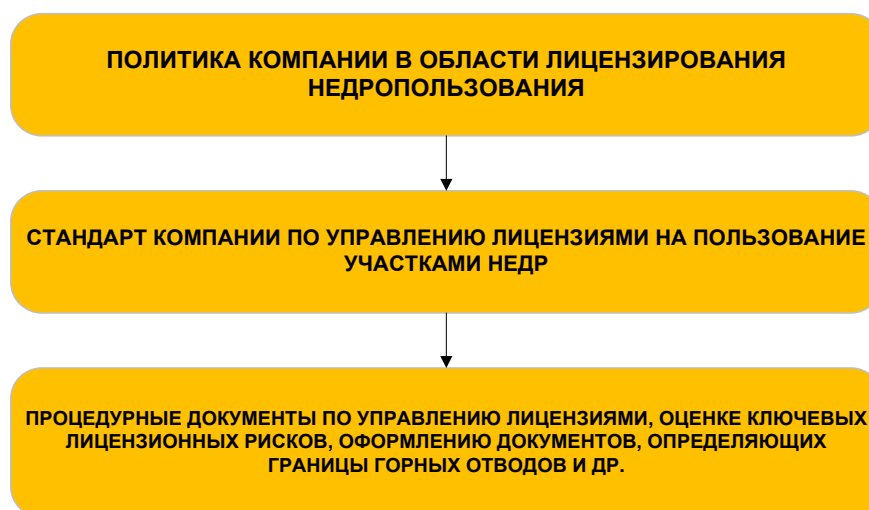 ПОЛИТИКА КОМПАНИИ В ОБЛАСТИ ЛИЦЕНЗИРОВАНИЯ
НЕДРОПОЛЬЗОВАНИЯ
СТАНДАРТ КОМПАНИИ ПО УПРАВЛЕНИЮ ЛИЦЕНЗИЯМИ НА ПОЛЬЗОВАНИЕ
УЧАСТКАМИ НЕДР
ПРОЦЕДУРНЫЕ ДОКУМЕНТЫ ПО УПРАВЛЕНИЮ ЛИЦЕНЗИЯМИ, ОЦЕНКЕ КЛЮЧЕВЫХ
ЛИЦЕНЗИОННЫХ РИСКОВ, ОФОРМЛЕНИЮ ДОКУМЕНТОВ, ОПРЕДЕЛЯЮЩИХ
ГРАНИЦЫ ГОРНЫХ ОТВОДОВ И ДР.